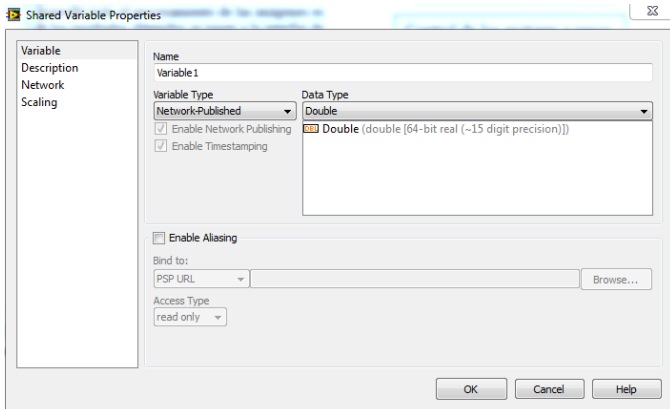 Shared Variable Properties
Variable
Description
Network
Scaling
Name
Variable1
Variable Type
Data Type
Network-Published
Double
Enable Network Publishing
DBL Double (double [64-bit real (~15 digit precision)])
Enable Timestamping
Enable Aliasing
Bind to:
PSP URL
Browse...
Access Type
read only
OK
Cancel
Help